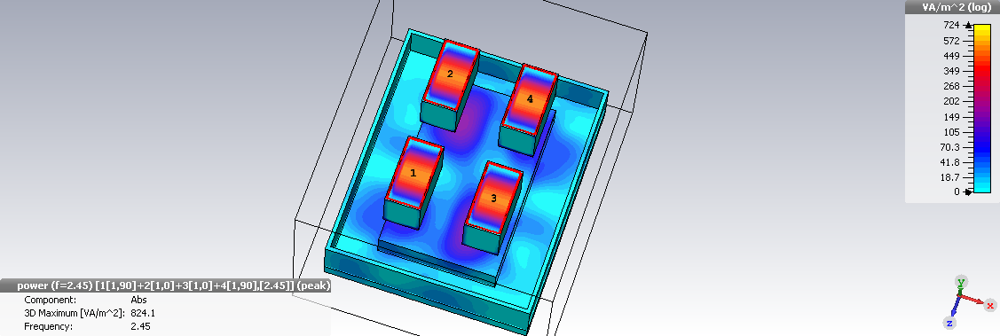 VA/m^2 (log)
724
572
449
349
268
202
149
105
70.3
41.8
18.7
0
2
4
1
3
power (f=2.45) [1[1,90]+2[1,0]+3[1,0]+4[1,90],[2.45]] (peak)
Component: Abs
3D Maximum [VA/m^2]: 824.1
Frequency: 2.45
y
x
z